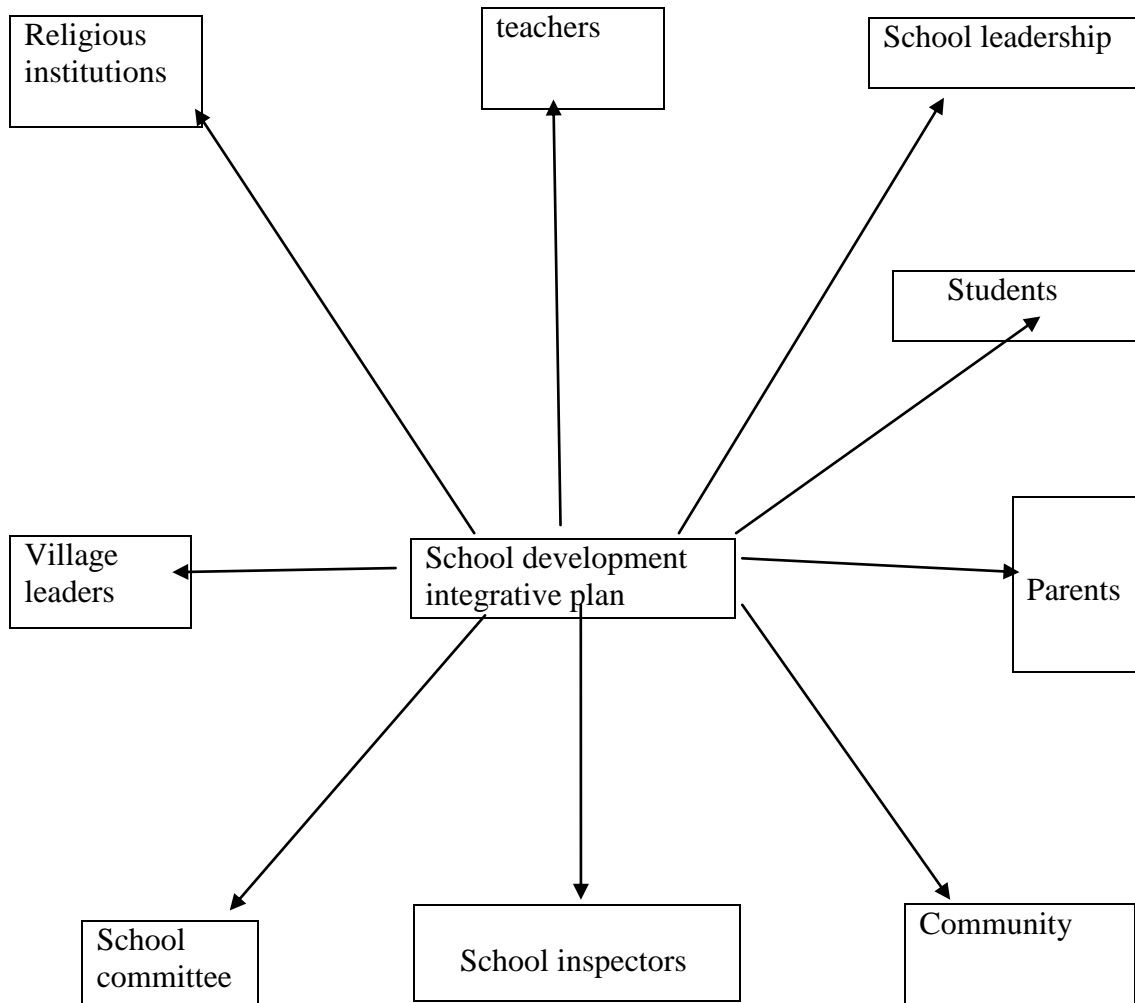 Religious
institutions
teachers
School leadership
Students
Village
leaders
School development
integrative plan
Parents
School
committee
School inspectors
Community